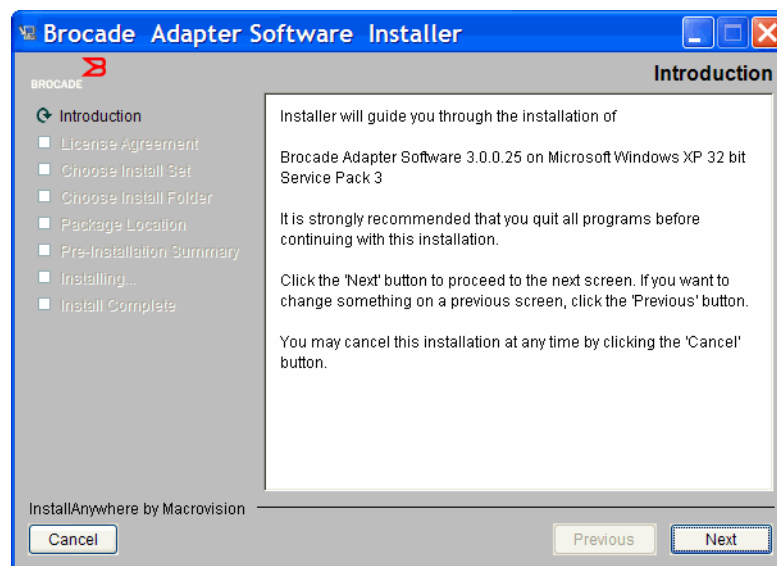 Brocade Adapter Software Installer
BROCADE
Introduction
Introduction
License Agreement
Choose Install Set
Choose Install Folder
Package Location
Pre-Installation Summary
Installing...
Install Complete
Installer will guide you through the installation of
Brocade Adapter Software 3.0.0.25 on Microsoft Windows XP 32 bit
Service Pack 3
It is strongly recommended that you quit all programs before
continuing with this installation.
Click the 'Next' button to proceed to the next screen. If you want to
change something on a previous screen, click the 'Previous' button.
You may cancel this installation at any time by clicking the 'Cancel'
button.
InstallAnywhere by Macrovision
Cancel
Previous
Next